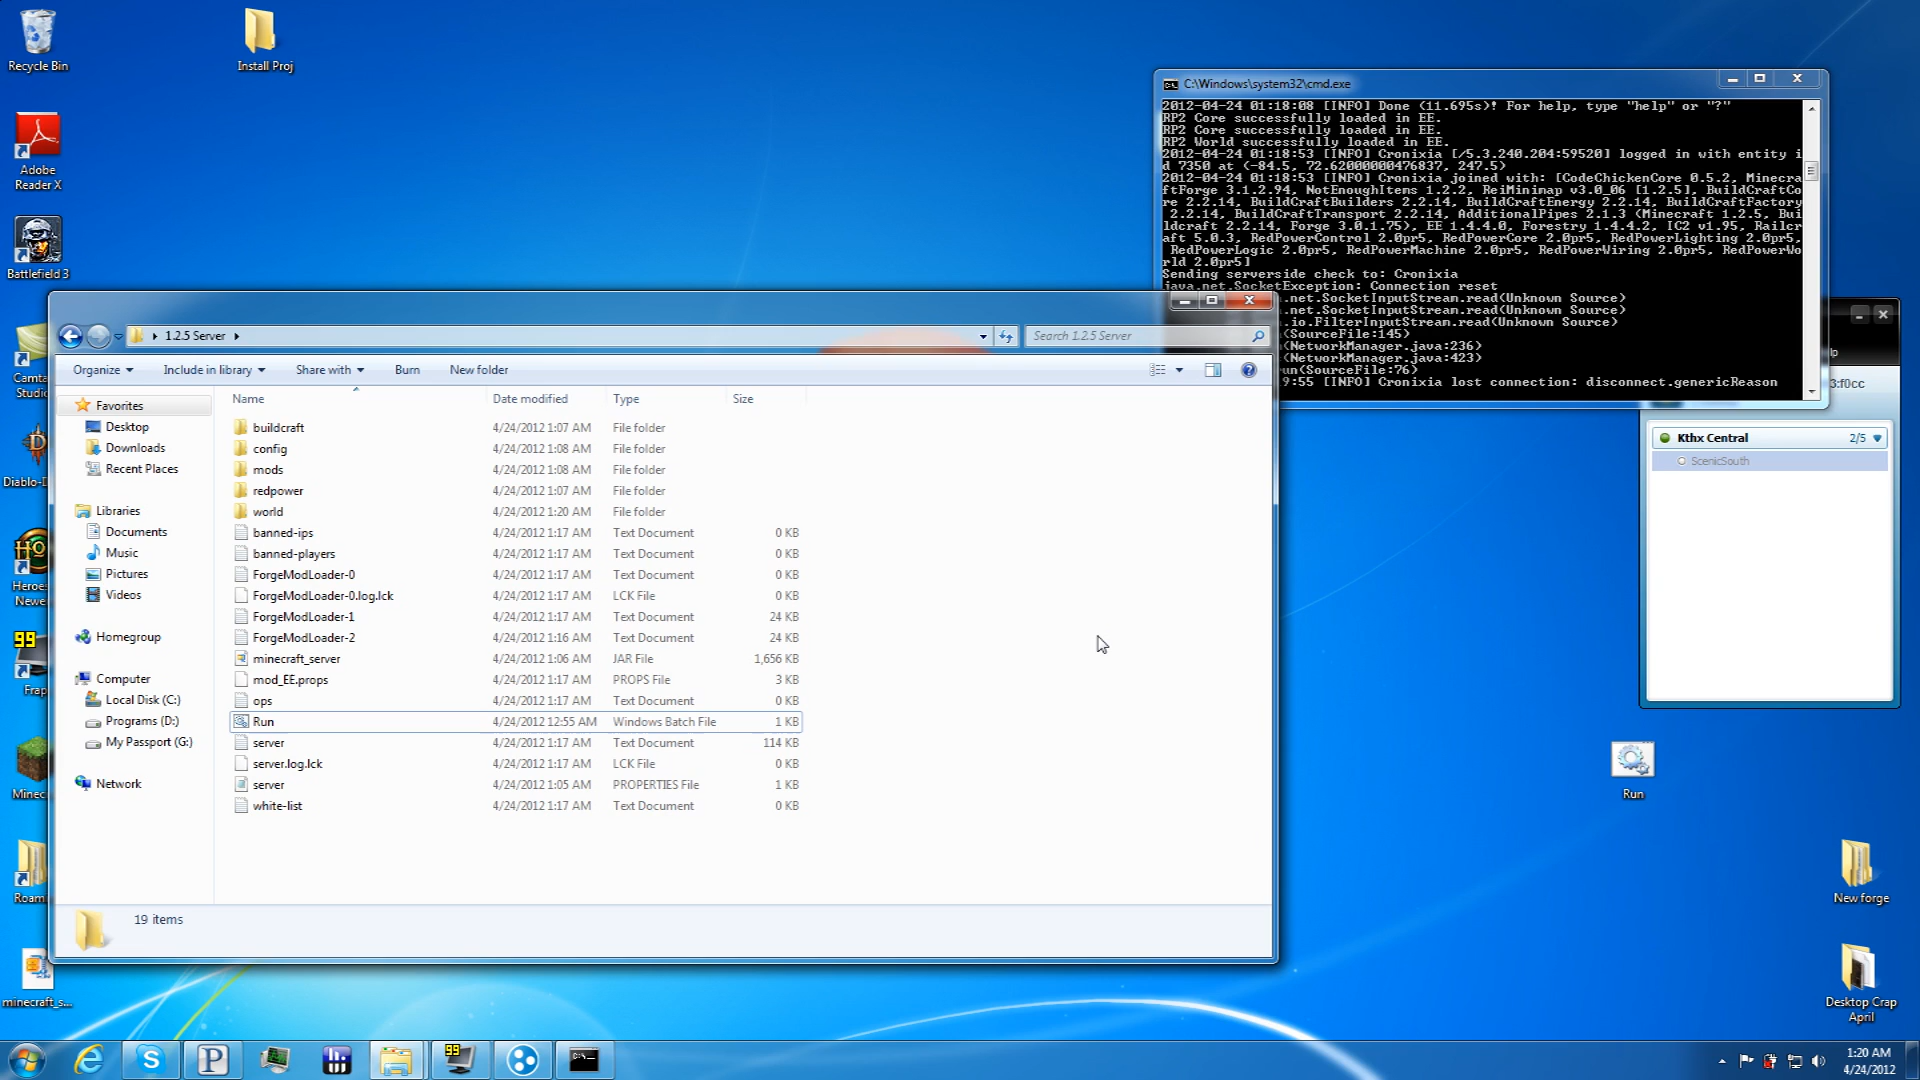 Recycle Bin
Install Proj
Adobe
Reader X
Battlefield 3
Camta
Studio
Diablo-I
Heroes
Newe
99
Frap
Minec
Roam
minecraft_s...
C:\Windows\system32\cmd.exe
2012-04-24 01:18:08 [INFO] Done (11.695s)! For help, type "help" or "?"
RP2 Core successfully loaded in EE.
RP2 Core successfully loaded in EE.
RP2 World successfully loaded in EE.
2012-04-24 01:18:53 [INFO] Cronixia [/5.3.240.204:59520] logged in with entity i
d 7350 at (-84.5, 72.62000000476837, 247.5)
2012-04-24 01:18:53 [INFO] Cronixia joined with: [CodeChickenCore 0.5.2, Minecra
ftForge 3.1.2.94, NotEnoughItems 1.2.2, ReiMinimap v3.0_06 [1.2.5], BuildCraftCo
re 2.2.14, BuildCraftBuilders 2.2.14, BuildCraftEnergy 2.2.14, BuildCraftFactory
2.2.14, BuildCraftTransport 2.2.14, AdditionalPipes 2.1.3 (Minecraft 1.2.5, Bui
ldcraft 2.2.14, Forge 3.0.1.75), EE 1.4.4.0, Forestry 1.4.4.2, IC2 v1.95, Railcr
aft 5.0.3, RedPowerControl 2.0pr5, RedPowerCore 2.0pr5, RedPowerLighting 2.0pr5,
RedPowerLogic 2.0pr5, RedPowerMachine 2.0pr5, RedPowerWiring 2.0pr5, RedPowerWo
rld 2.0pr5]
Sending serverside check to: Cronixia
java.net.SocketException: Connection reset
.net.SocketInputStream.read(Unknown Source)
.net.SocketInputStream.read(Unknown Source)
.io.FilterInputStream.read(Unknown Source)
(SourceFile:145)
(NetworkManager.java:236)
(NetworkManager.java:423)
un(SourceFile:76)
9:55 [INFO] Cronixia lost connection: disconnect.genericReason
lp
3:f0cc
Kthx Central 2/5
ScenicSouth
1.2.5 Server
Search 1.2.5 Server
Organize Include in library Share with Burn New folder
Favorites
Desktop
Downloads
Recent Places
Libraries
Documents
Music
Pictures
Videos
Homegroup
Computer
Local Disk (C:)
Programs (D:)
My Passport (G:)
Network
Name Date modified Type Size
buildcraft 4/24/2012 1:07 AM File folder
config 4/24/2012 1:08 AM File folder
mods 4/24/2012 1:08 AM File folder
redpower 4/24/2012 1:07 AM File folder
world 4/24/2012 1:20 AM File folder
banned-ips 4/24/2012 1:17 AM Text Document 0 KB
banned-players 4/24/2012 1:17 AM Text Document 0 KB
ForgeModLoader-0 4/24/2012 1:17 AM Text Document 0 KB
ForgeModLoader-0.log.lck 4/24/2012 1:17 AM LCK File 0 KB
ForgeModLoader-1 4/24/2012 1:17 AM Text Document 24 KB
ForgeModLoader-2 4/24/2012 1:16 AM Text Document 24 KB
minecraft_server 4/24/2012 1:06 AM JAR File 1,656 KB
mod_EE.props 4/24/2012 1:17 AM PROPS File 3 KB
ops 4/24/2012 1:17 AM Text Document 0 KB
Run 4/24/2012 12:55 AM Windows Batch File 1 KB
server 4/24/2012 1:17 AM Text Document 114 KB
server.log.lck 4/24/2012 1:17 AM LCK File 0 KB
server 4/24/2012 1:05 AM PROPERTIES File 1 KB
white-list 4/24/2012 1:17 AM Text Document 0 KB
19 items
Run
New forge
Desktop Crap
April
99
1:20 AM
4/24/2012